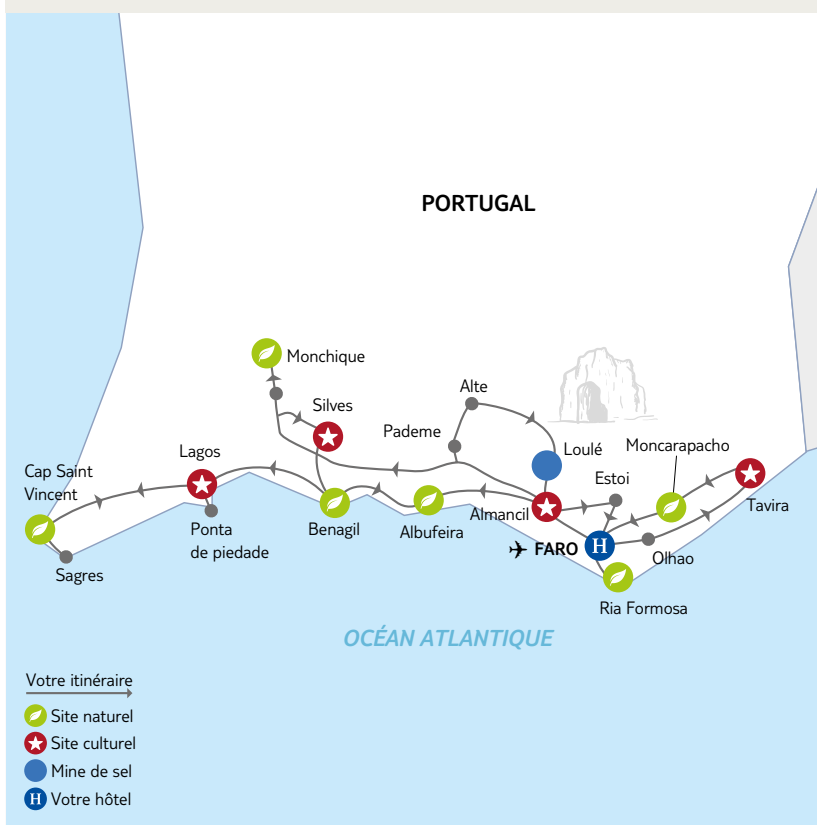 PORTUGAL
Monchique
Alte
Silves
Pademe
Loulé
Moncarapacho
Lagos
Estoi
Cap Saint
Vincent
Tavira
Ponta
de piedade
Benagil
Albufeira
Almancil
FARO
H
Olhao
Sagres
Ria Formosa
OCÉAN ATLANTIQUE
Votre itinéraire
Site naturel
Site culturel
Mine de sel
H Votre hôtel